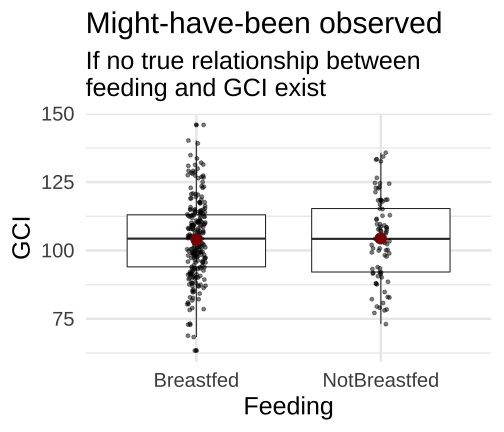 Might-have-been observed
If no true relationship between
feeding and GCI exist
150
125
100
75
GCI
Breastfed
NotBreastfed
Feeding